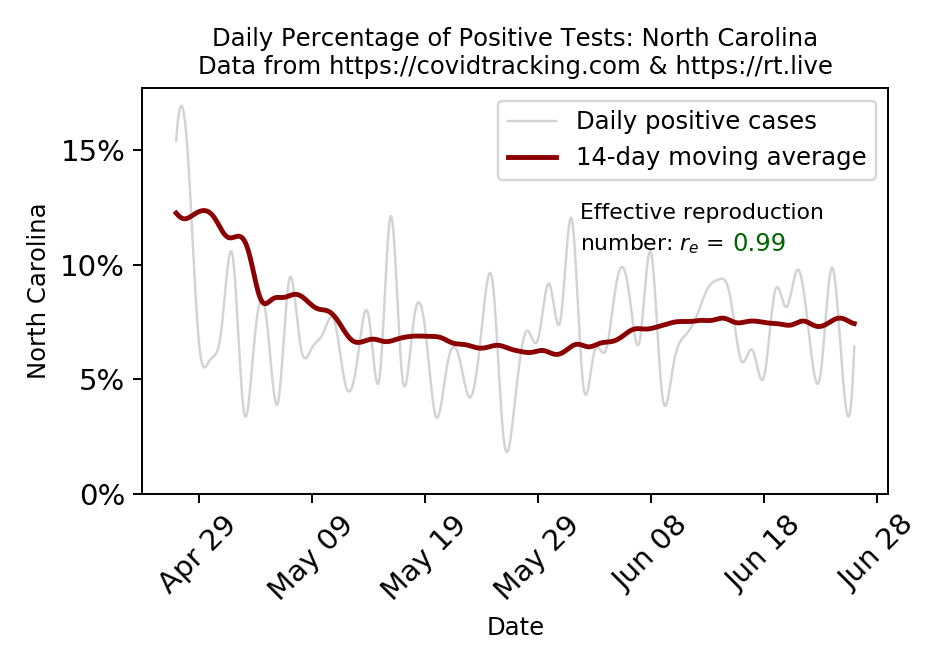 Daily Percentage of Positive Tests: North Carolina
Data from https://covidtracking.com & https://rt.live
Daily positive cases
14-day moving average
Effective reproduction
number: re = 0.99
North Carolina
15%
10%
5%
0%
Apr 29
May 09
May 19
May 29
Jun 08
Jun 18
Jun 28
Date